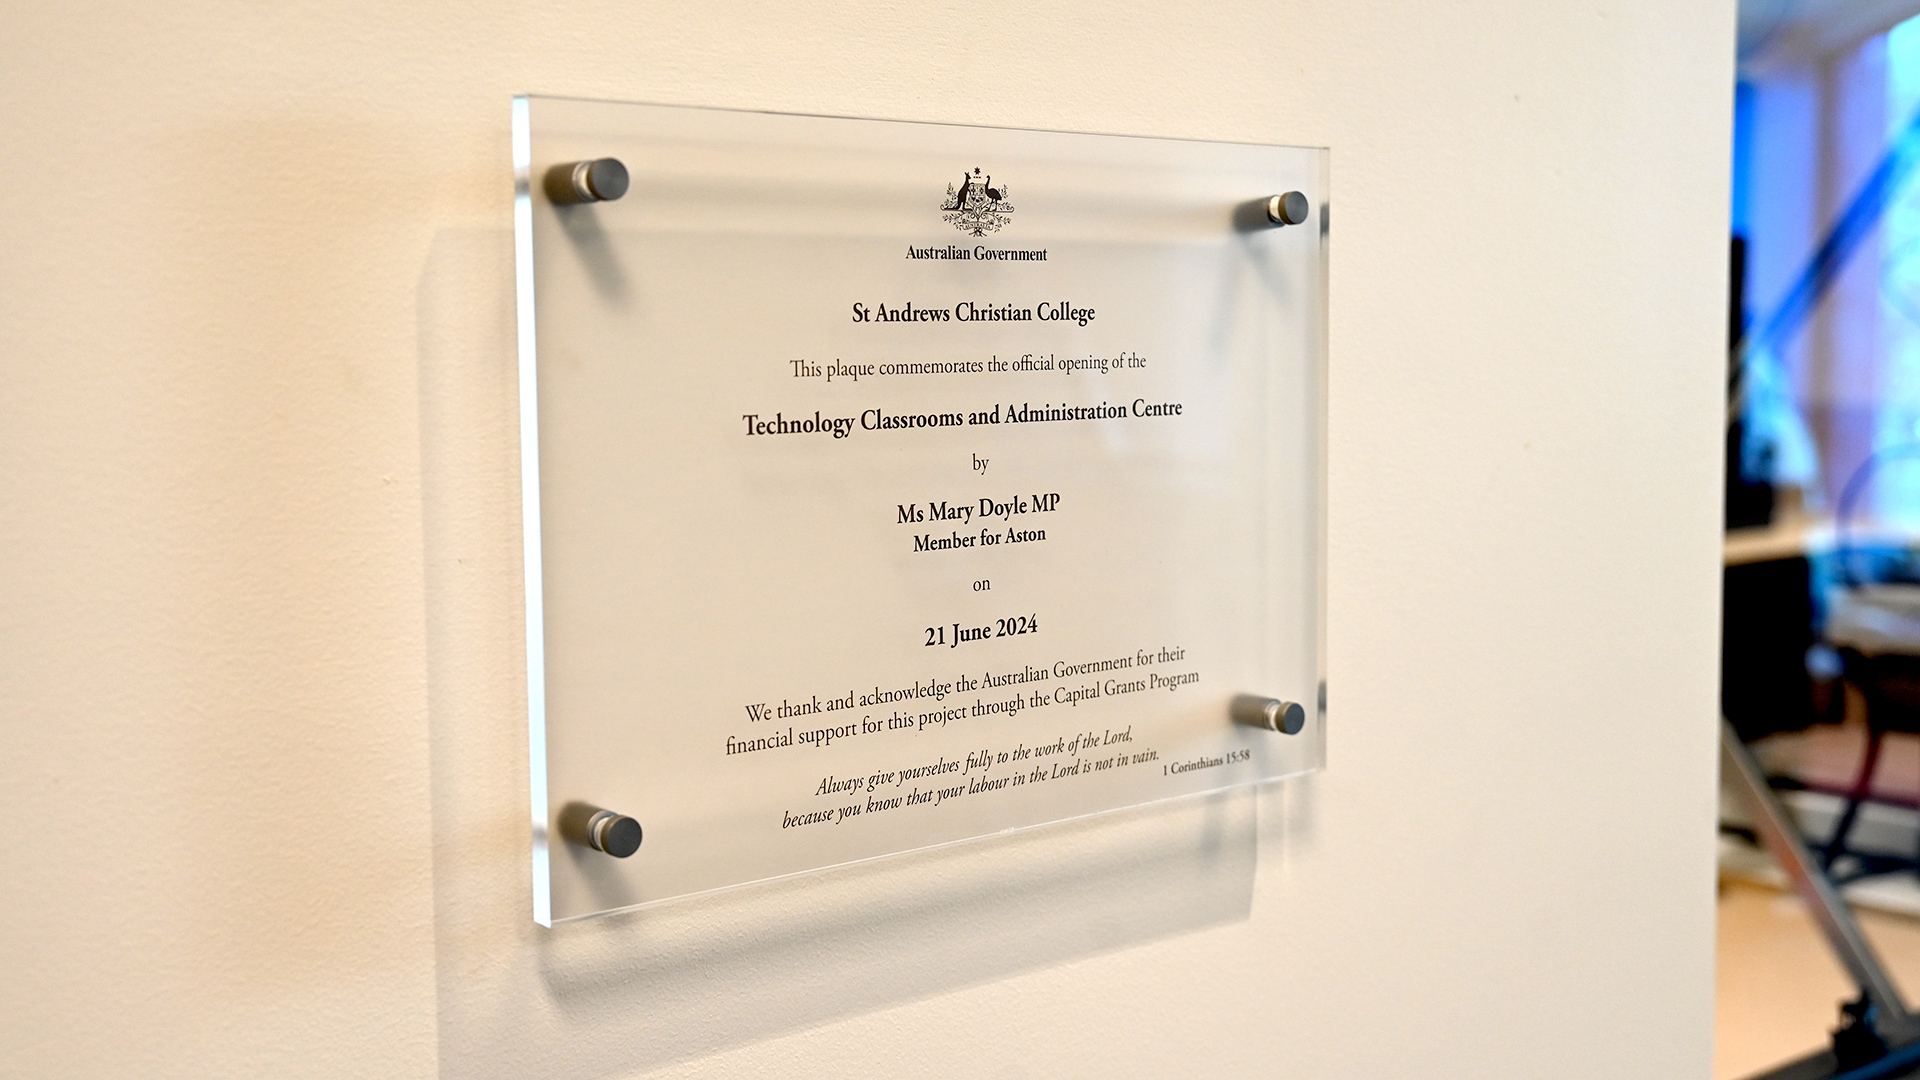 Australian Government
St Andrews Christian College
This plaque commemorates the official opening of the
Technology Classrooms and Administration Centre
by
Ms Mary Doyle MP
Member for Aston
on
21 June 2024
We thank and acknowledge the Australian Government for their
financial support for this project through the Capital Grants Program
Always give yourselves fully to the work of the Lord,
because you know that your labour in the Lord is not in vain.
1 Corinthians 15:58